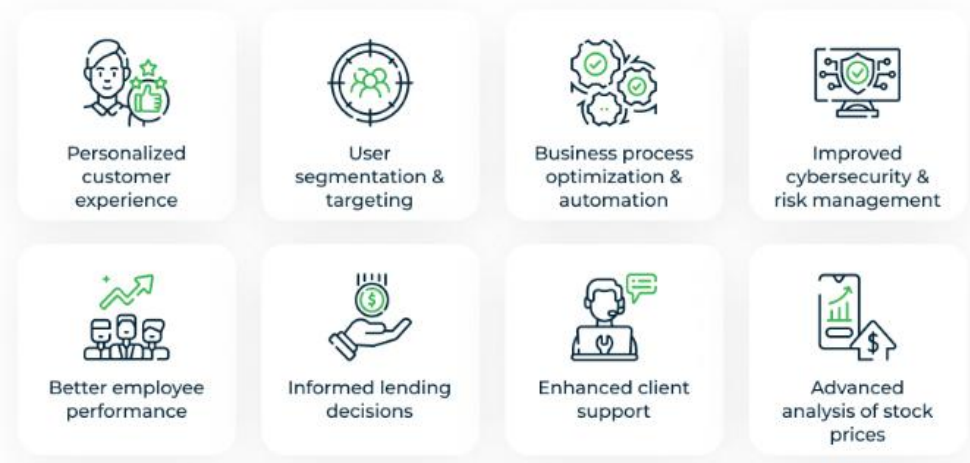 Personalized
customer
experience
User
segmentation &
targeting
Business process
optimization &
automation
Improved
cybersecurity &
risk management
Better employee
performance
Informed lending
decisions
$
Enhanced client
support
Advanced
analysis of stock
prices
$